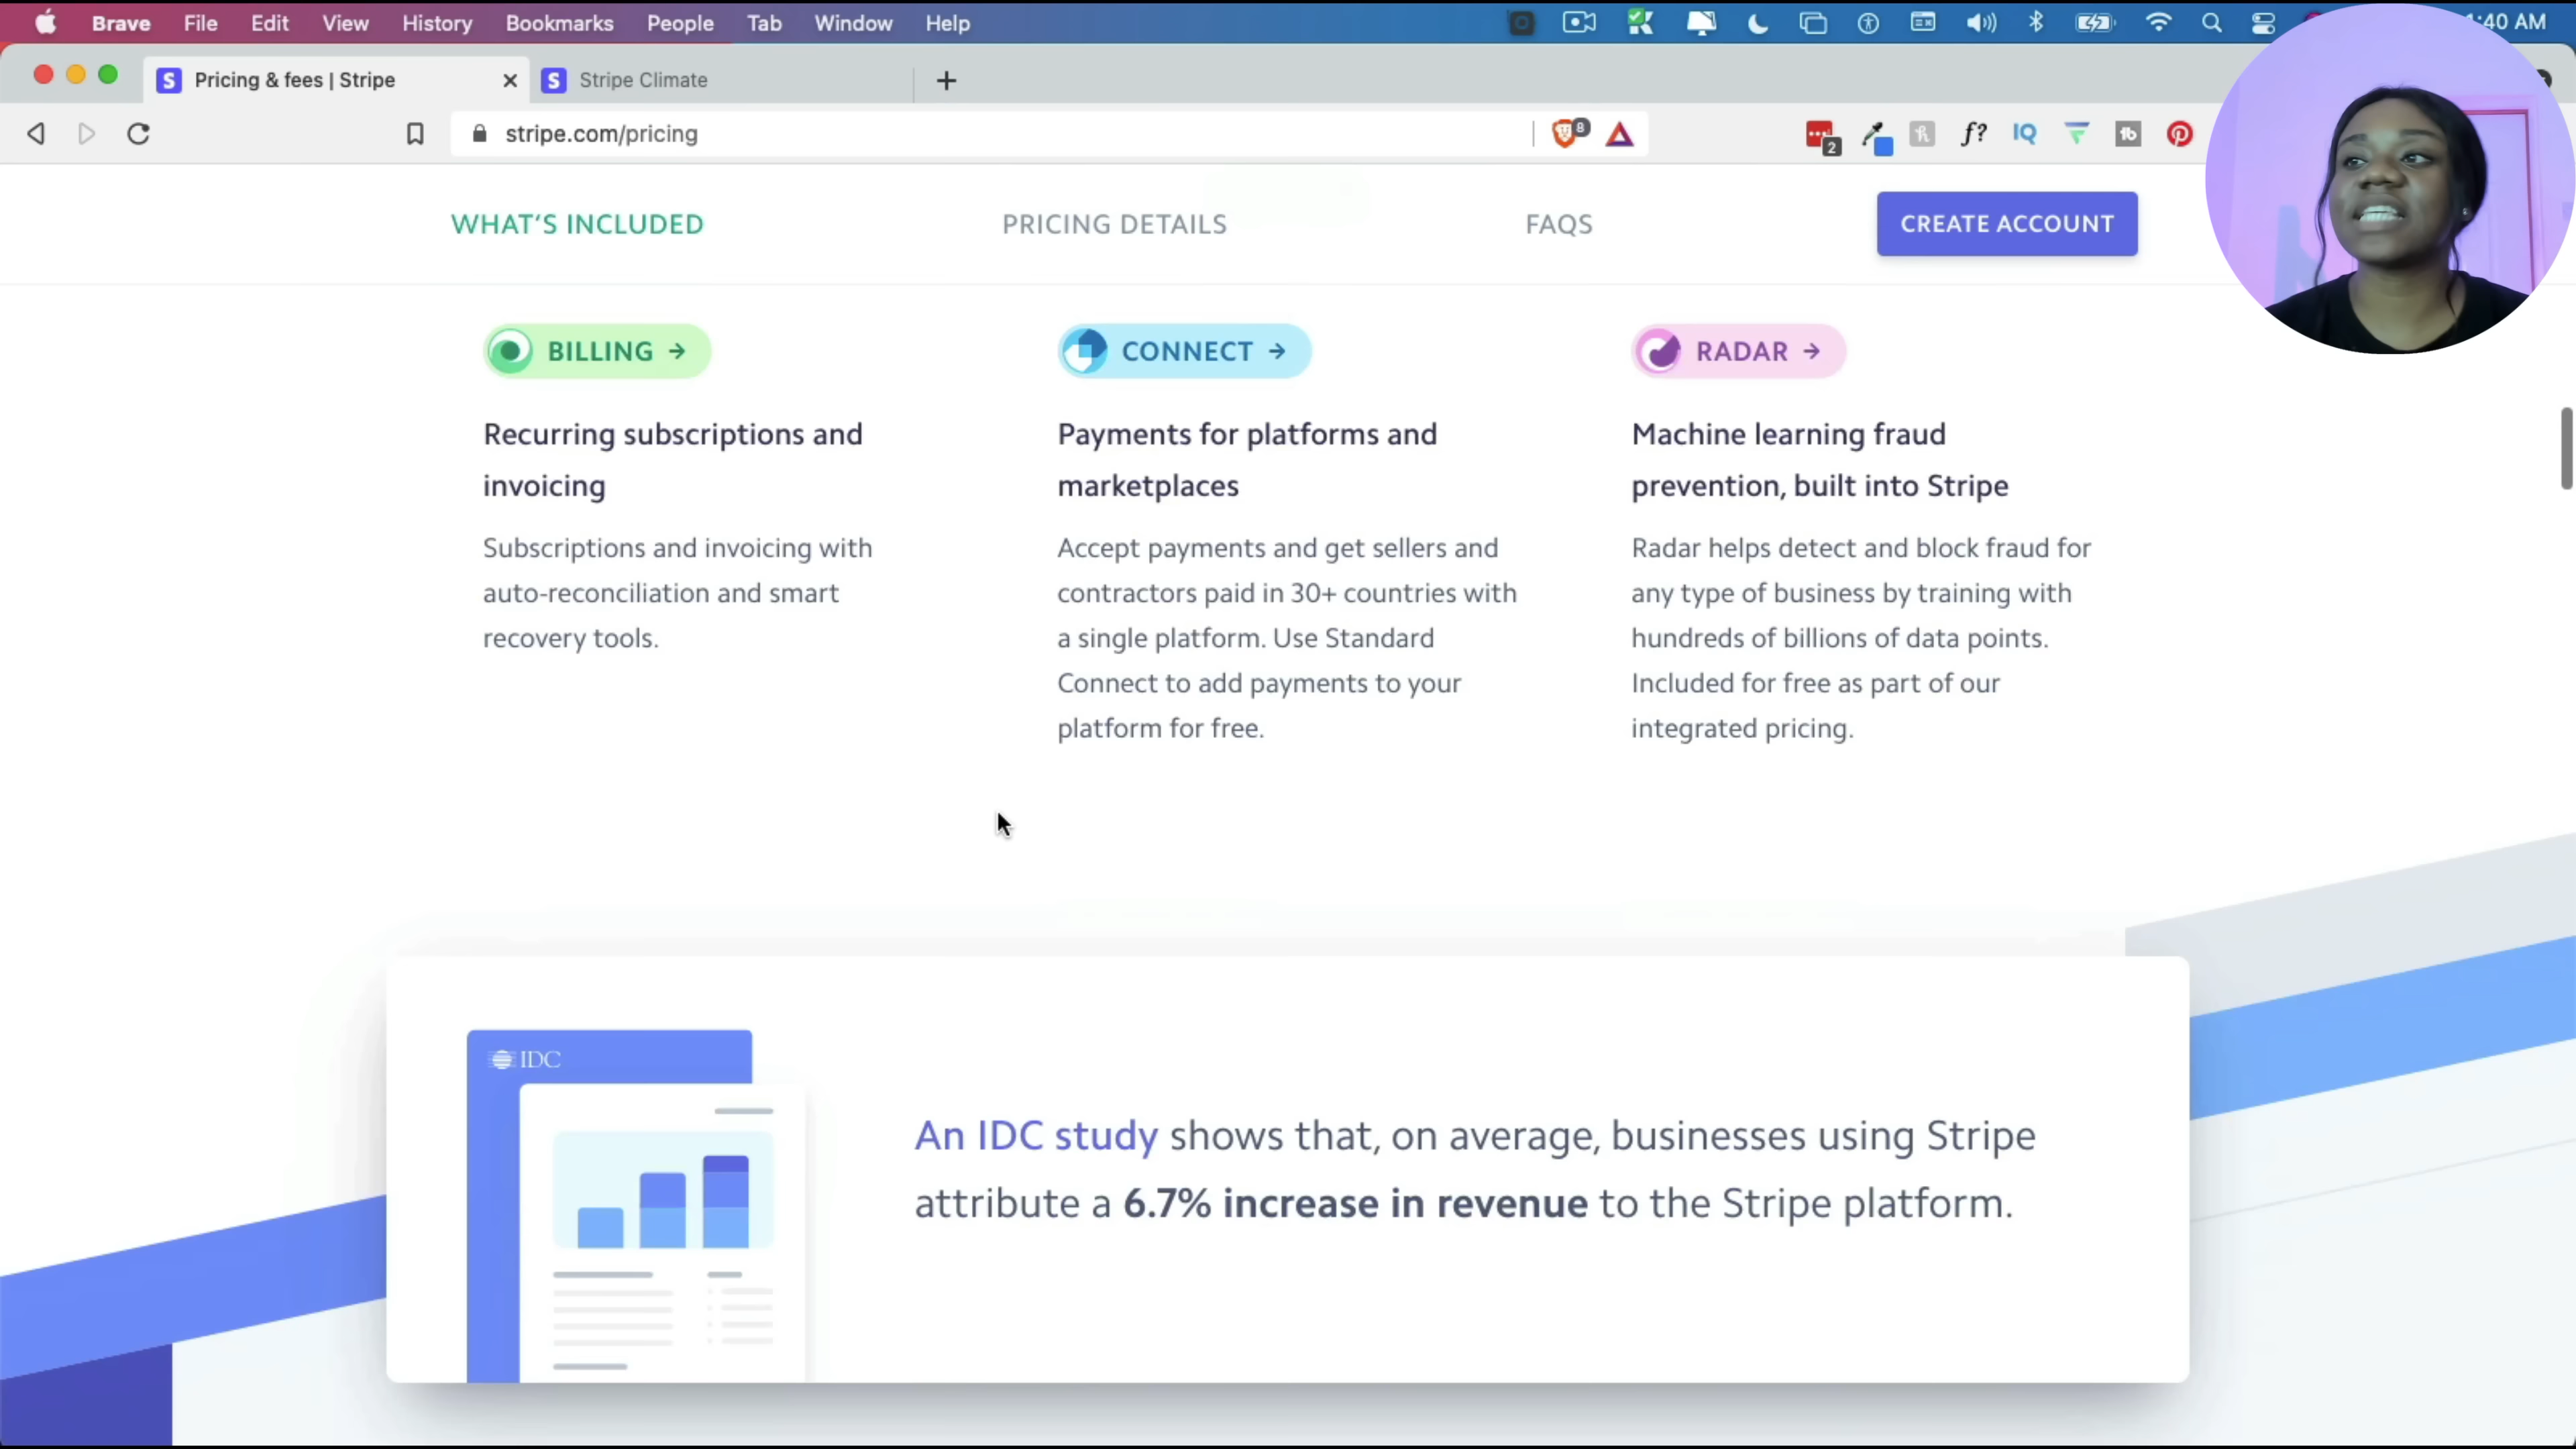 Brave File Edit View History Bookmarks People Tab Window Help
:40 AM
Pricing & fees | Stripe
Stripe Climate
stripe.com/pricing
8
2
f?
IQ
WHAT'S INCLUDED
PRICING DETAILS
FAQS
CREATE ACCOUNT
BILLING →
Recurring subscriptions and
invoicing
Subscriptions and invoicing with
auto-reconciliation and smart
recovery tools.
CONNECT →
Payments for platforms and
marketplaces
Accept payments and get sellers and
contractors paid in 30+ countries with
a single platform. Use Standard
Connect to add payments to your
platform for free.
RADAR →
Machine learning fraud
prevention, built into Stripe
Radar helps detect and block fraud for
any type of business by training with
hundreds of billions of data points.
Included for free as part of our
integrated pricing.
IDC
An IDC study shows that, on average, businesses using Stripe
attribute a 6.7% increase in revenue to the Stripe platform.